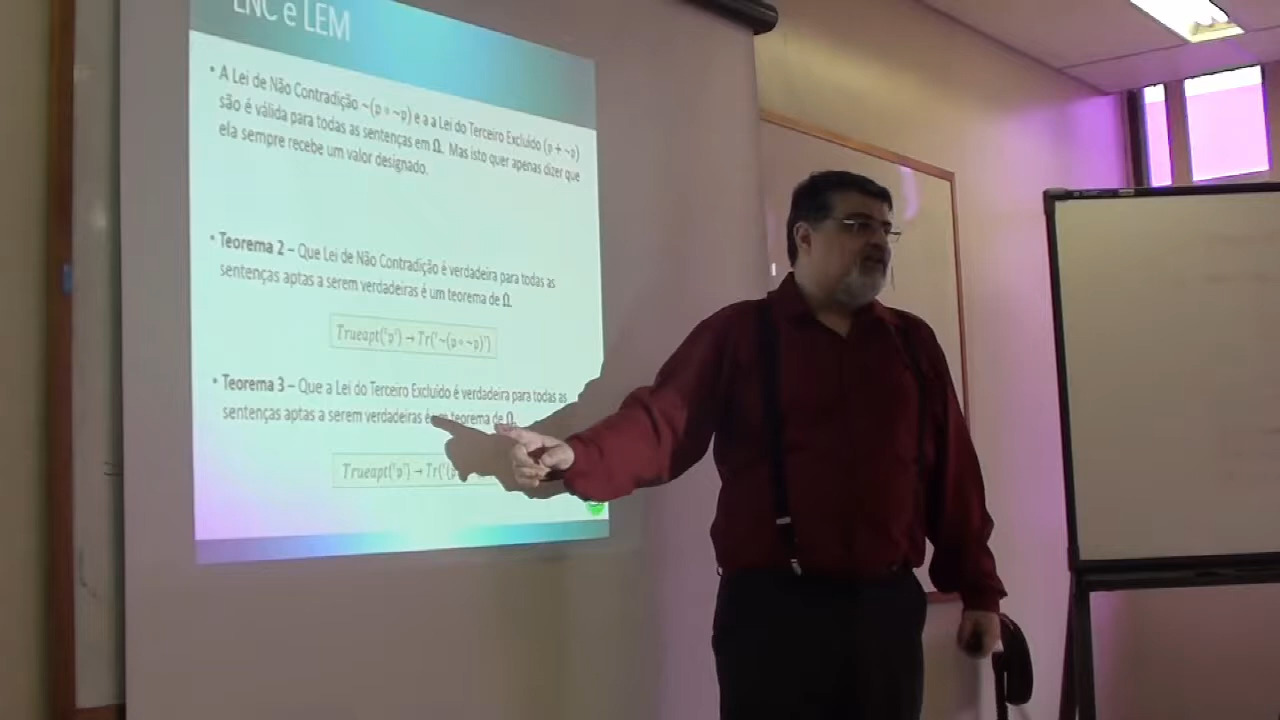 LNC e LEM
• A Lei de Não Contradição ~(p ∘ ~p) e a a Lei do Terceiro Excluído (p + ~p)
são é válida para todas as sentenças em Ω. Mas isto quer apenas dizer que
ela sempre recebe um valor designado.
• Teorema 2 – Que Lei de Não Contradição é verdadeira para todas as
sentenças aptas a serem verdadeiras é um teorema de Ω.
Trueapt('p') → Tr('~(p ∘ ~p)')
• Teorema 3 – Que a Lei do Terceiro Excluído é verdadeira para todas as
sentenças aptas a serem verdadeiras é um teorema de Ω.
Trueapt('p') → Tr('(p